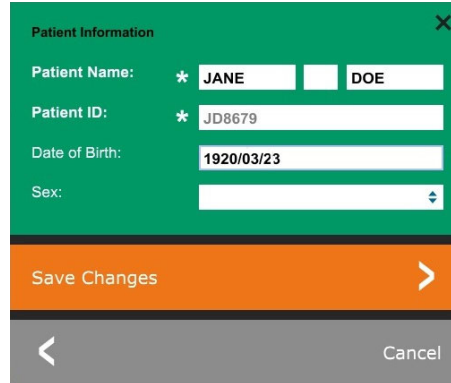 Patient Information
Patient Name: * JANE DOE
Patient ID: * JD8679
Date of Birth: 1920/03/23
Sex:
Save Changes
Cancel